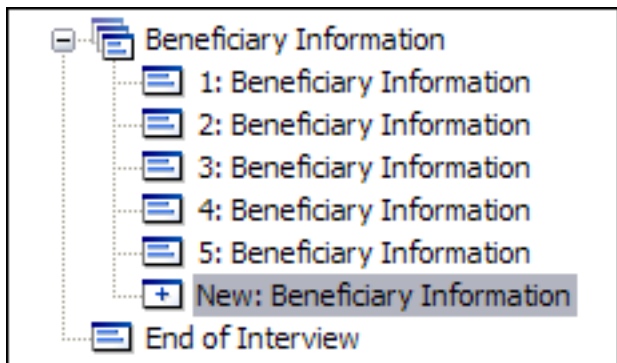 Beneficiary Information
1: Beneficiary Information
2: Beneficiary Information
3: Beneficiary Information
4: Beneficiary Information
5: Beneficiary Information
New: Beneficiary Information
End of Interview